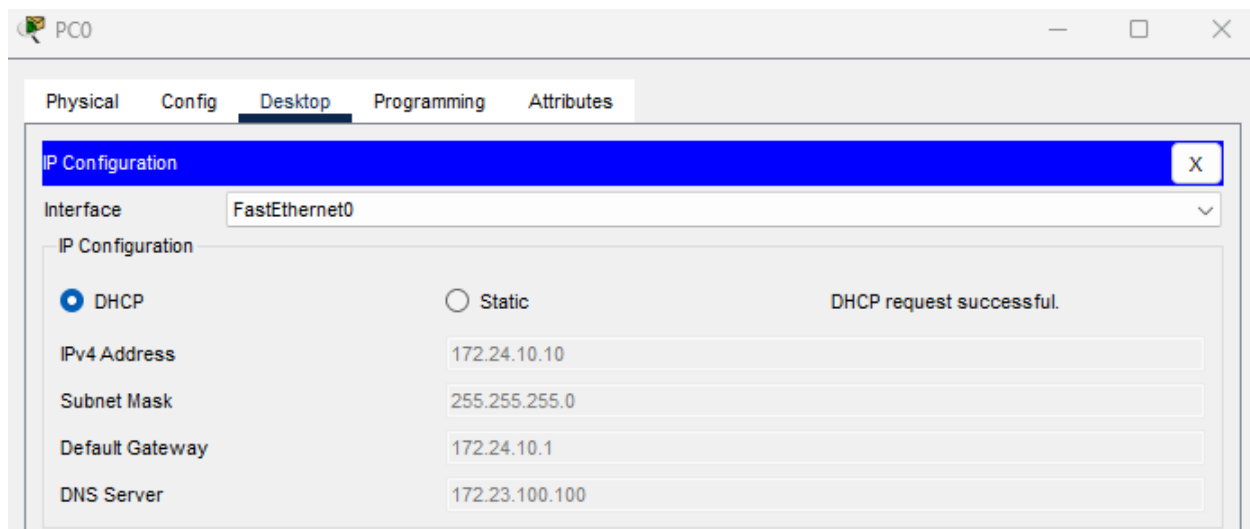 PC0
Physical Config Desktop Programming Attributes
IP Configuration X
Interface FastEthernet0
IP Configuration
DHCP Static DHCP request successful.
IPv4 Address 172.24.10.10
Subnet Mask 255.255.255.0
Default Gateway 172.24.10.1
DNS Server 172.23.100.100